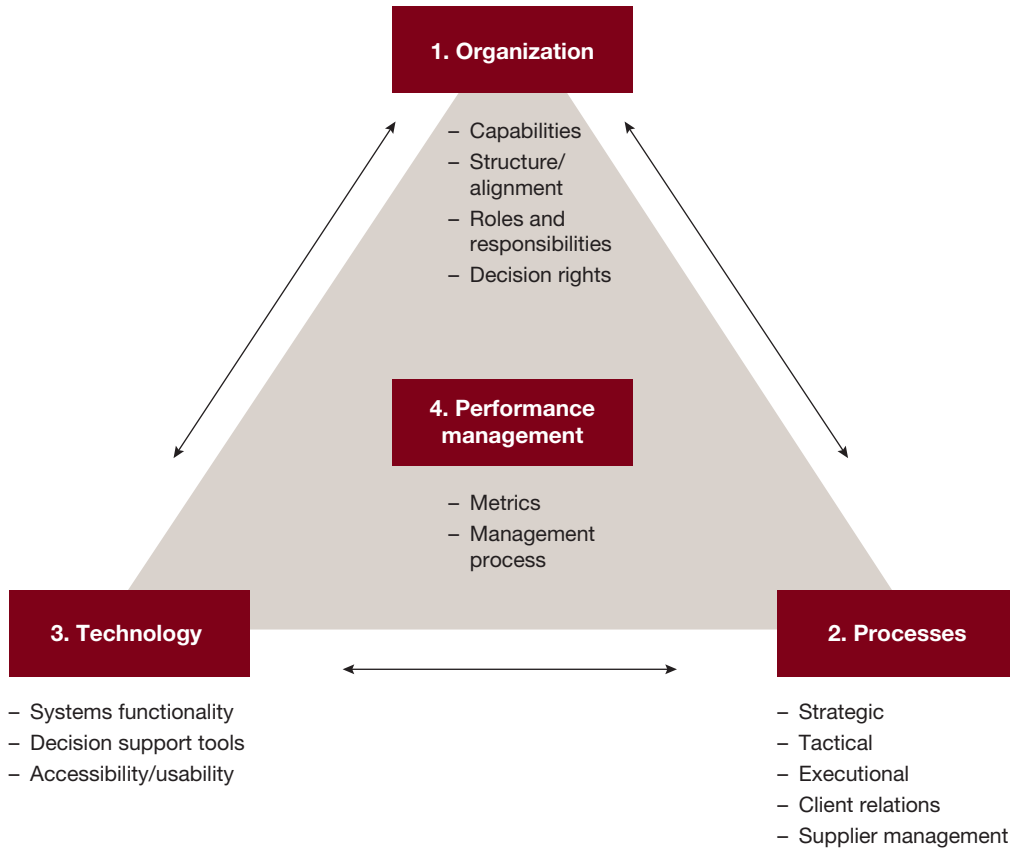 1. Organization
– Capabilities
– Structure/
alignment
– Roles and
responsibilities
– Decision rights
4. Performance
management
– Metrics
– Management
process
3. Technology
– Systems functionality
– Decision support tools
– Accessibility/usability
2. Processes
– Strategic
– Tactical
– Executional
– Client relations
– Supplier management